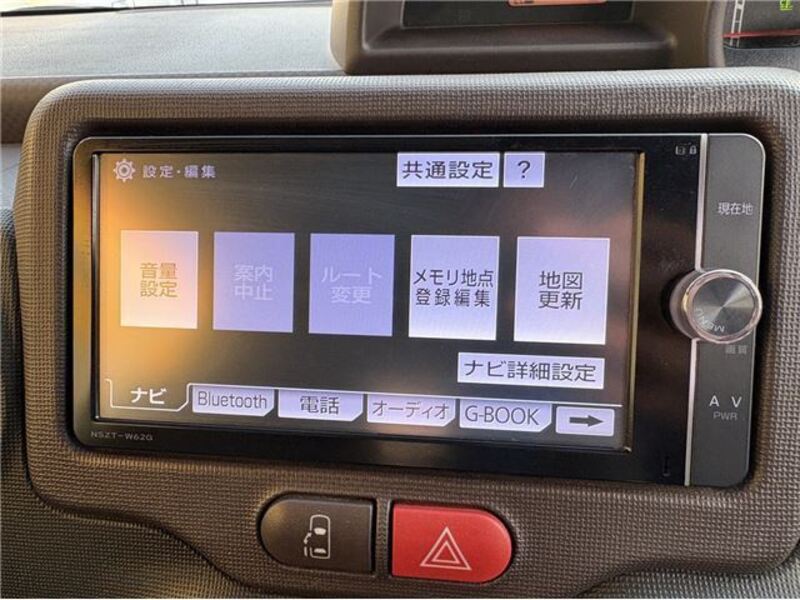 設定・編集
共通設定
?
現在地
音量
設定
案内
中止
ルート
変更
メモリ地点
登録編集
地図
更新
MENU
画質
ナビ詳細設定
ナビ
Bluetooth
電話
オーディオ
G-BOOK
AV
PWR
NSZT-W62G